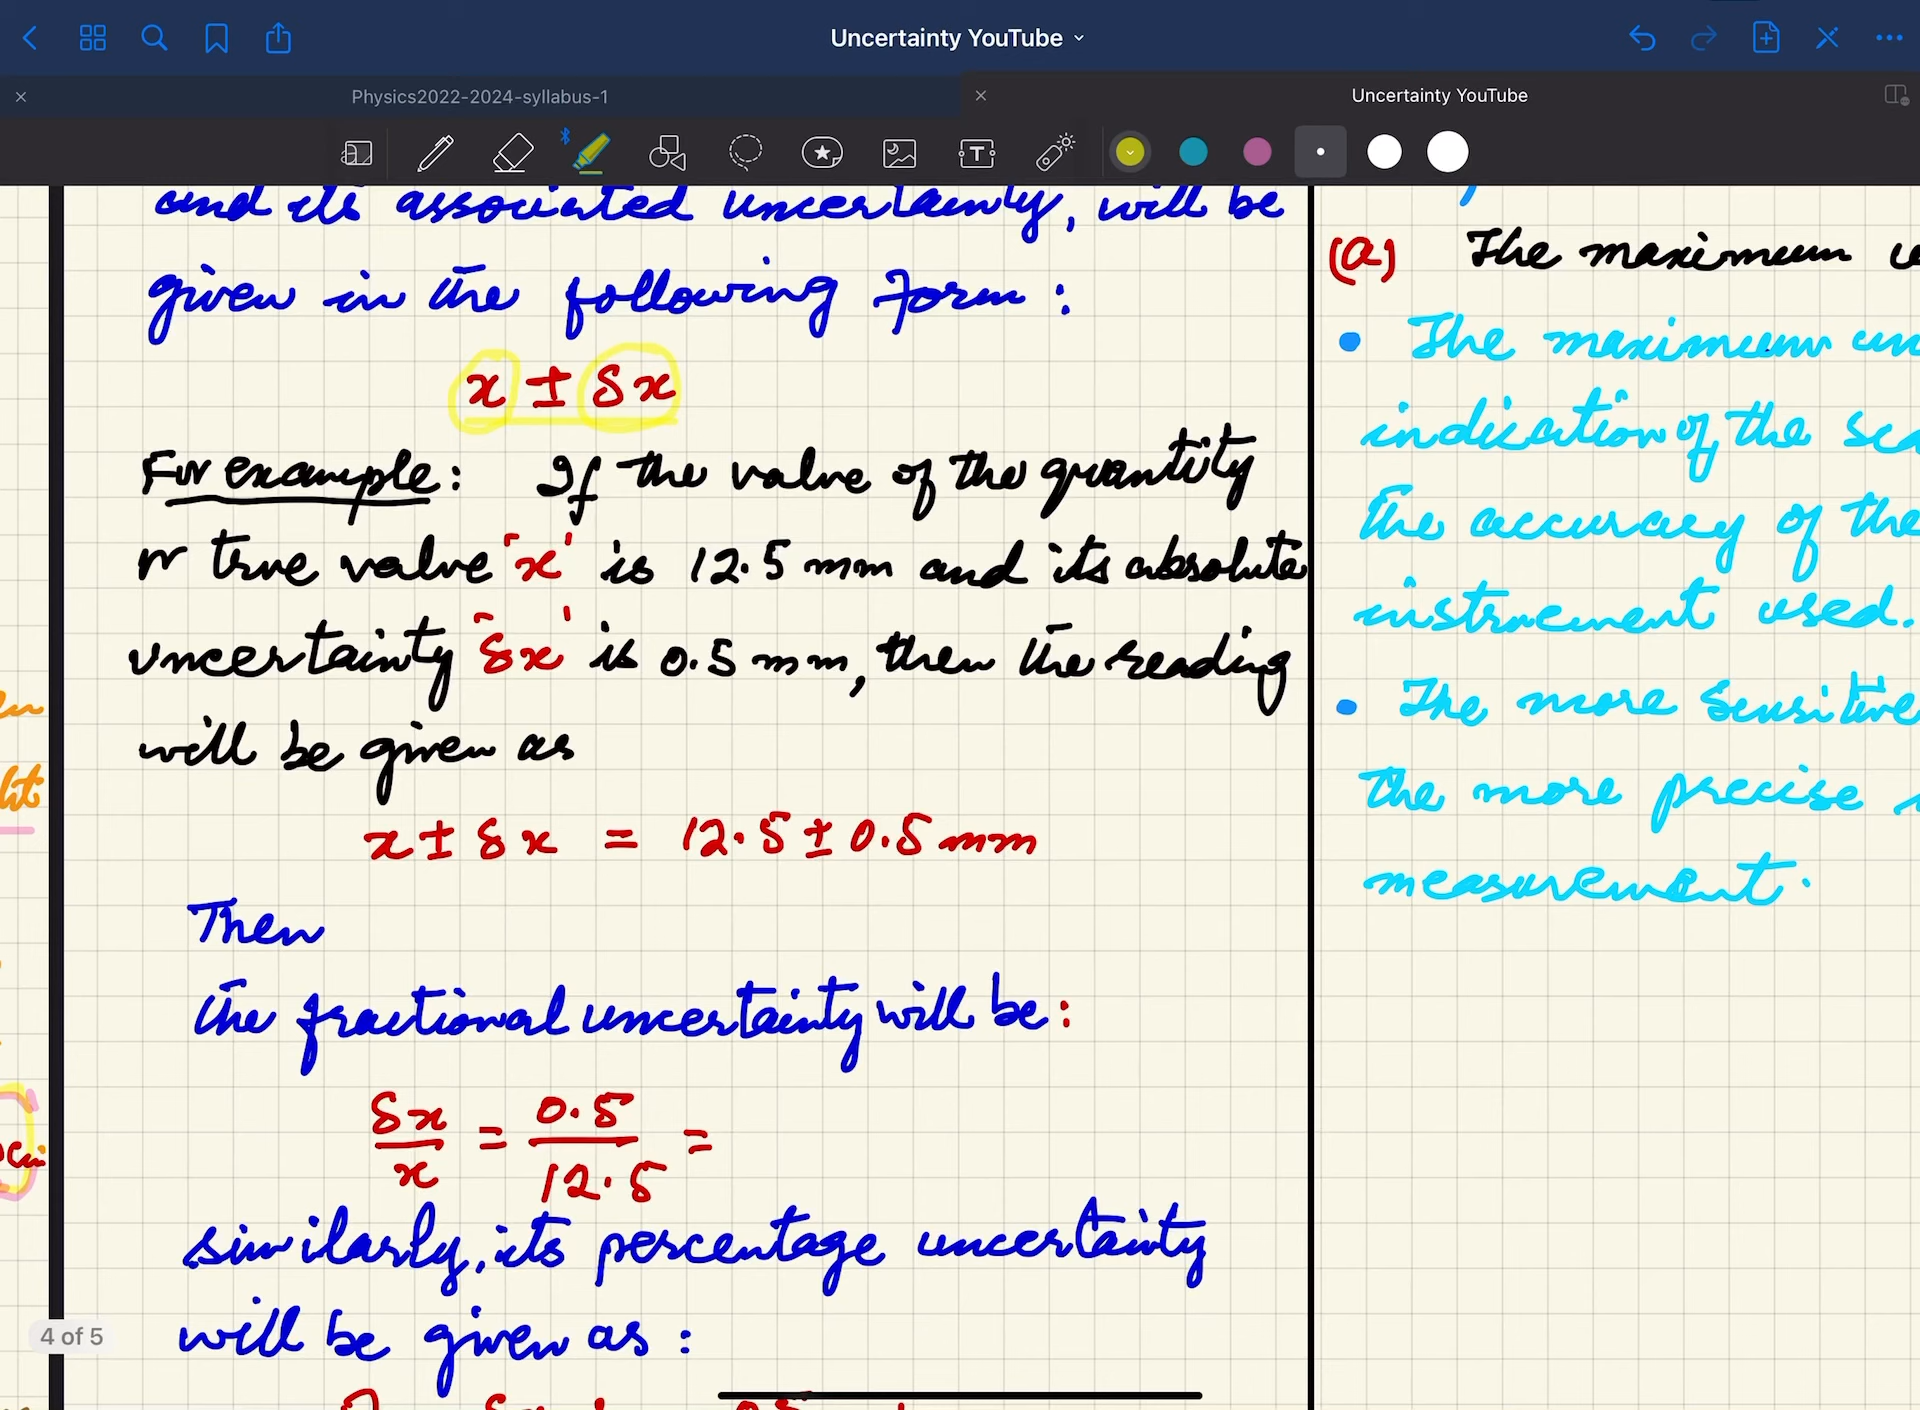 Uncertainty YouTube
Physics2022-2024-syllabus-1
Uncertainty YouTube
and its associated uncertainty, will be
given in the following form:
x ± δx
For example: If the value of the quantity
or true value 'x' is 12.5 mm and its absolute
uncertainty 'δx' is 0.5 mm, then the reading
will be given as
x ± δx = 12.5 ± 0.5 mm
Then
the fractional uncertainty will be:
δx/x = 0.5/12.5 =
similarly, its percentage uncertainty
will be given as:
(a) The maximum
• The maximum un
indication of the sca
the accuracy of the
instrument used.
• The more sensitive
the more precise
measurement.
4 of 5